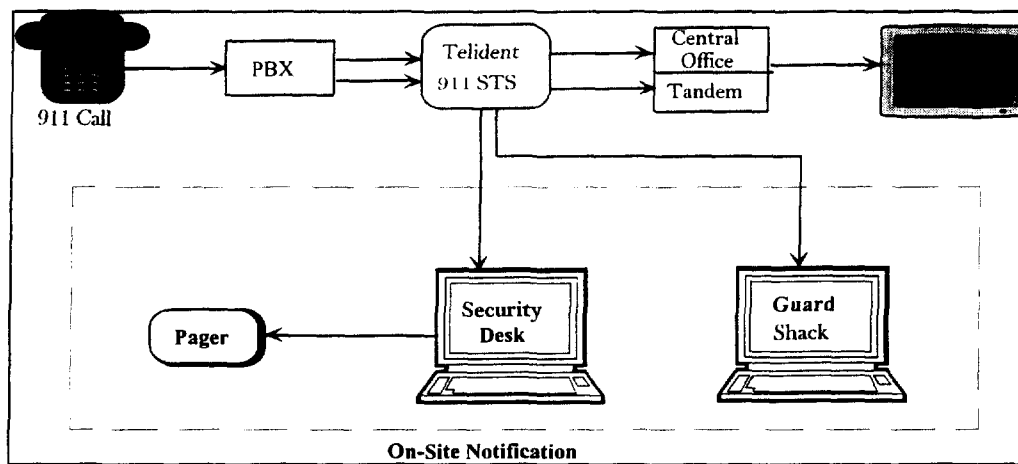 911 Call
PBX
Telident
911 STS
Central
Office
Tandem
Pager
Security
Desk
Guard
Shack
On-Site Notification